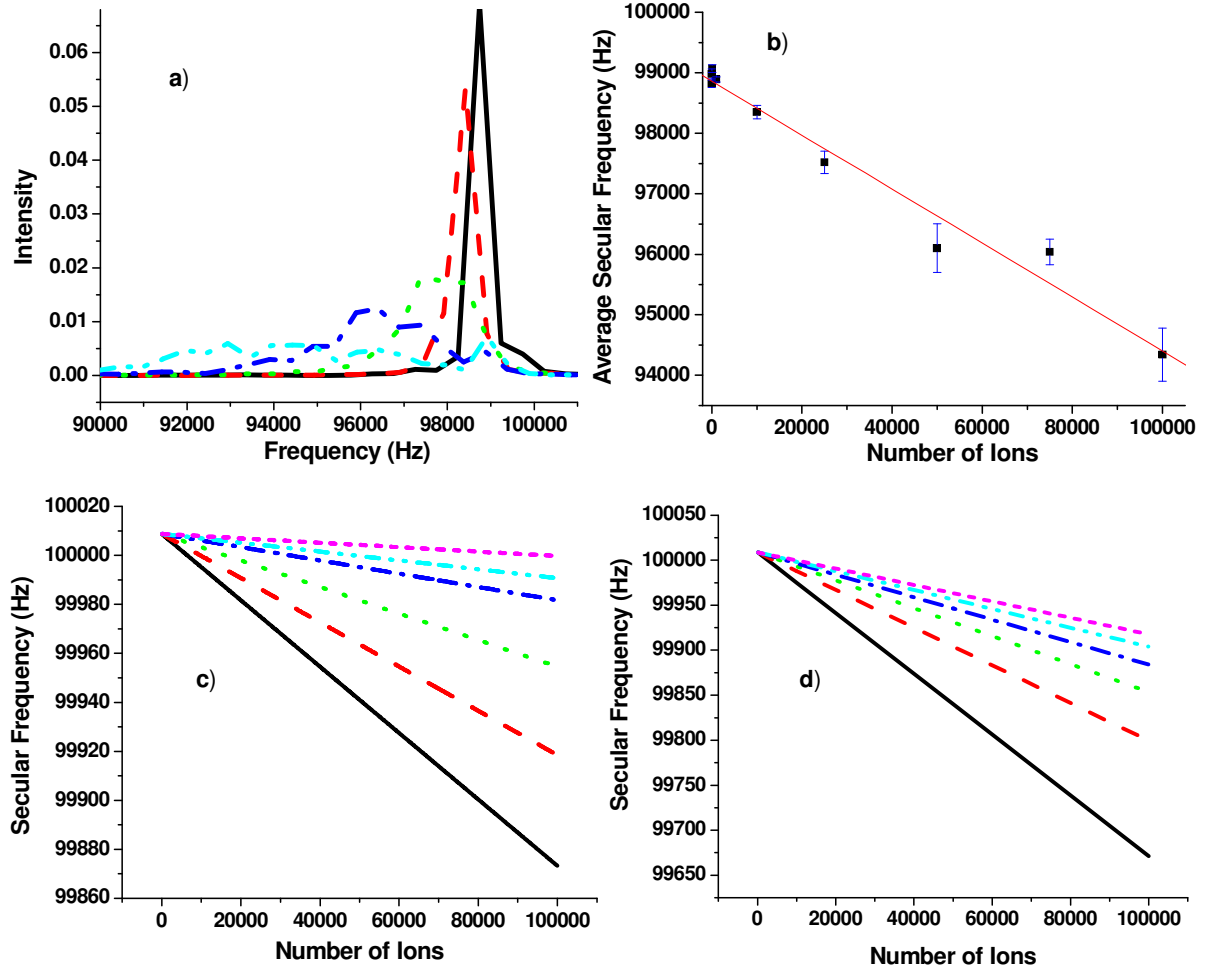 a)
Intensity
0.06
0.05
0.04
0.03
0.02
0.01
0.00
90000 92000 94000 96000 98000 100000
Frequency (Hz)
b)
Average Secular Frequency (Hz)
100000
99000
98000
97000
96000
95000
94000
0 20000 40000 60000 80000 100000
Number of Ions
c)
Secular Frequency (Hz)
100020
100000
99980
99960
99940
99920
99900
99880
99860
0 20000 40000 60000 80000 100000
Number of Ions
d)
Secular Frequency (Hz)
100050
100000
99950
99900
99850
99800
99750
99700
99650
0 20000 40000 60000 80000 100000
Number of Ions